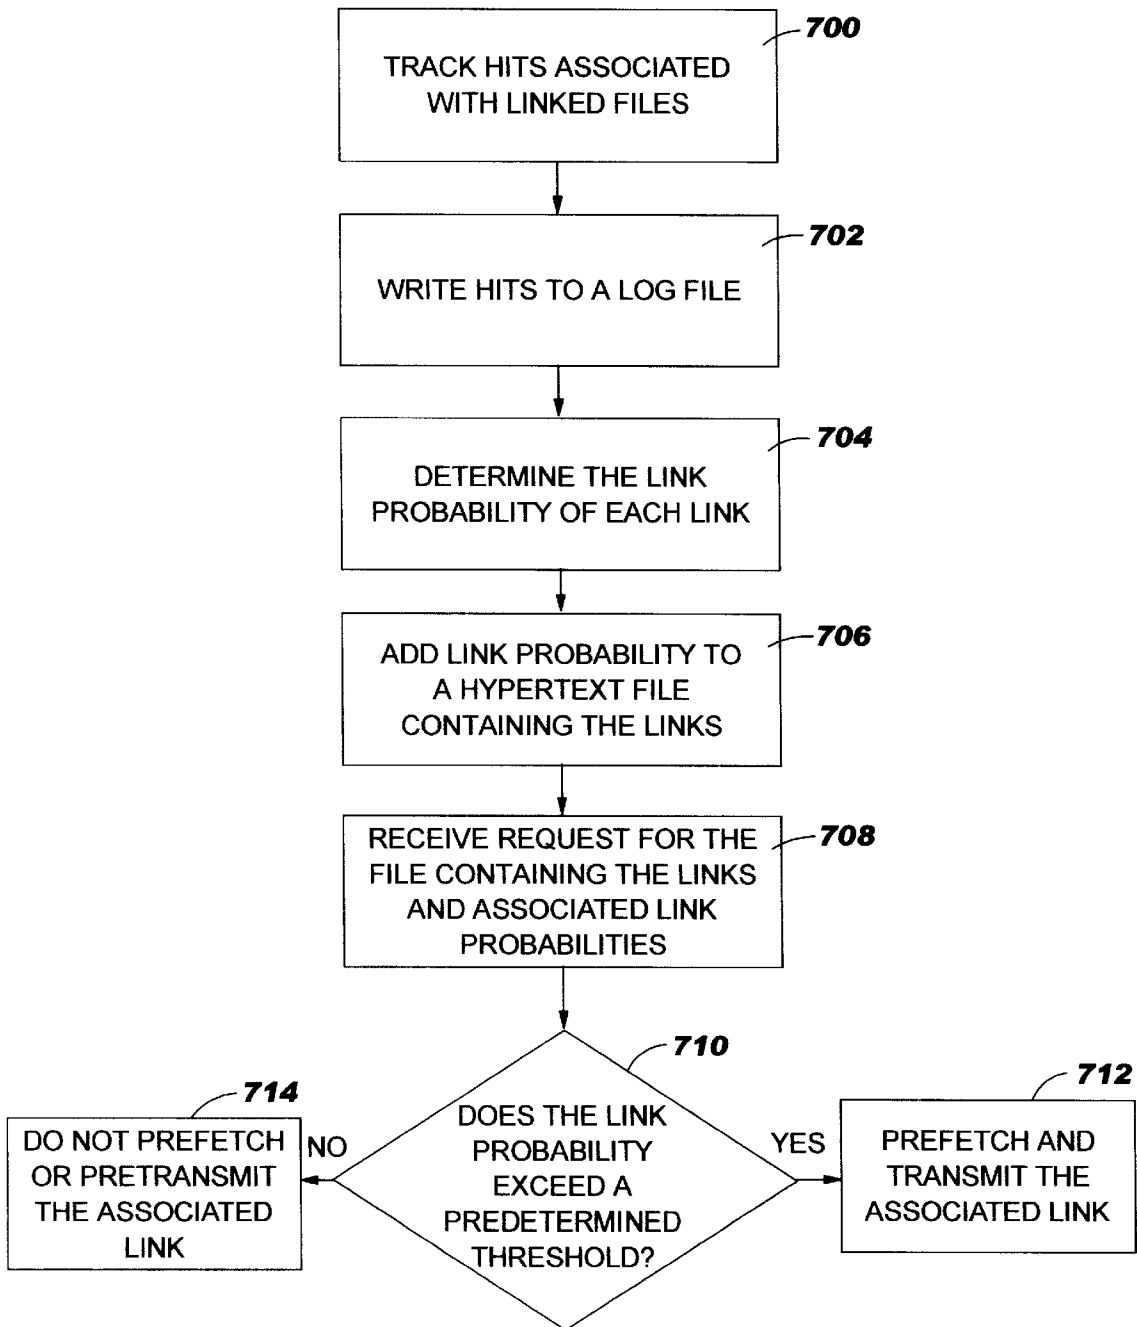 700
TRACK HITS ASSOCIATED
WITH LINKED FILES
702
WRITE HITS TO A LOG FILE
704
DETERMINE THE LINK
PROBABILITY OF EACH LINK
706
ADD LINK PROBABILITY TO
A HYPERTEXT FILE
CONTAINING THE LINKS
708
RECEIVE REQUEST FOR THE
FILE CONTAINING THE LINKS
AND ASSOCIATED LINK
PROBABILITIES
710
DOES THE LINK
PROBABILITY
EXCEED A
PREDETERMINED
THRESHOLD?
NO
714
DO NOT PREFETCH
OR PRETRANSMIT
THE ASSOCIATED
LINK
YES
712
PREFETCH AND
TRANSMIT THE
ASSOCIATED LINK